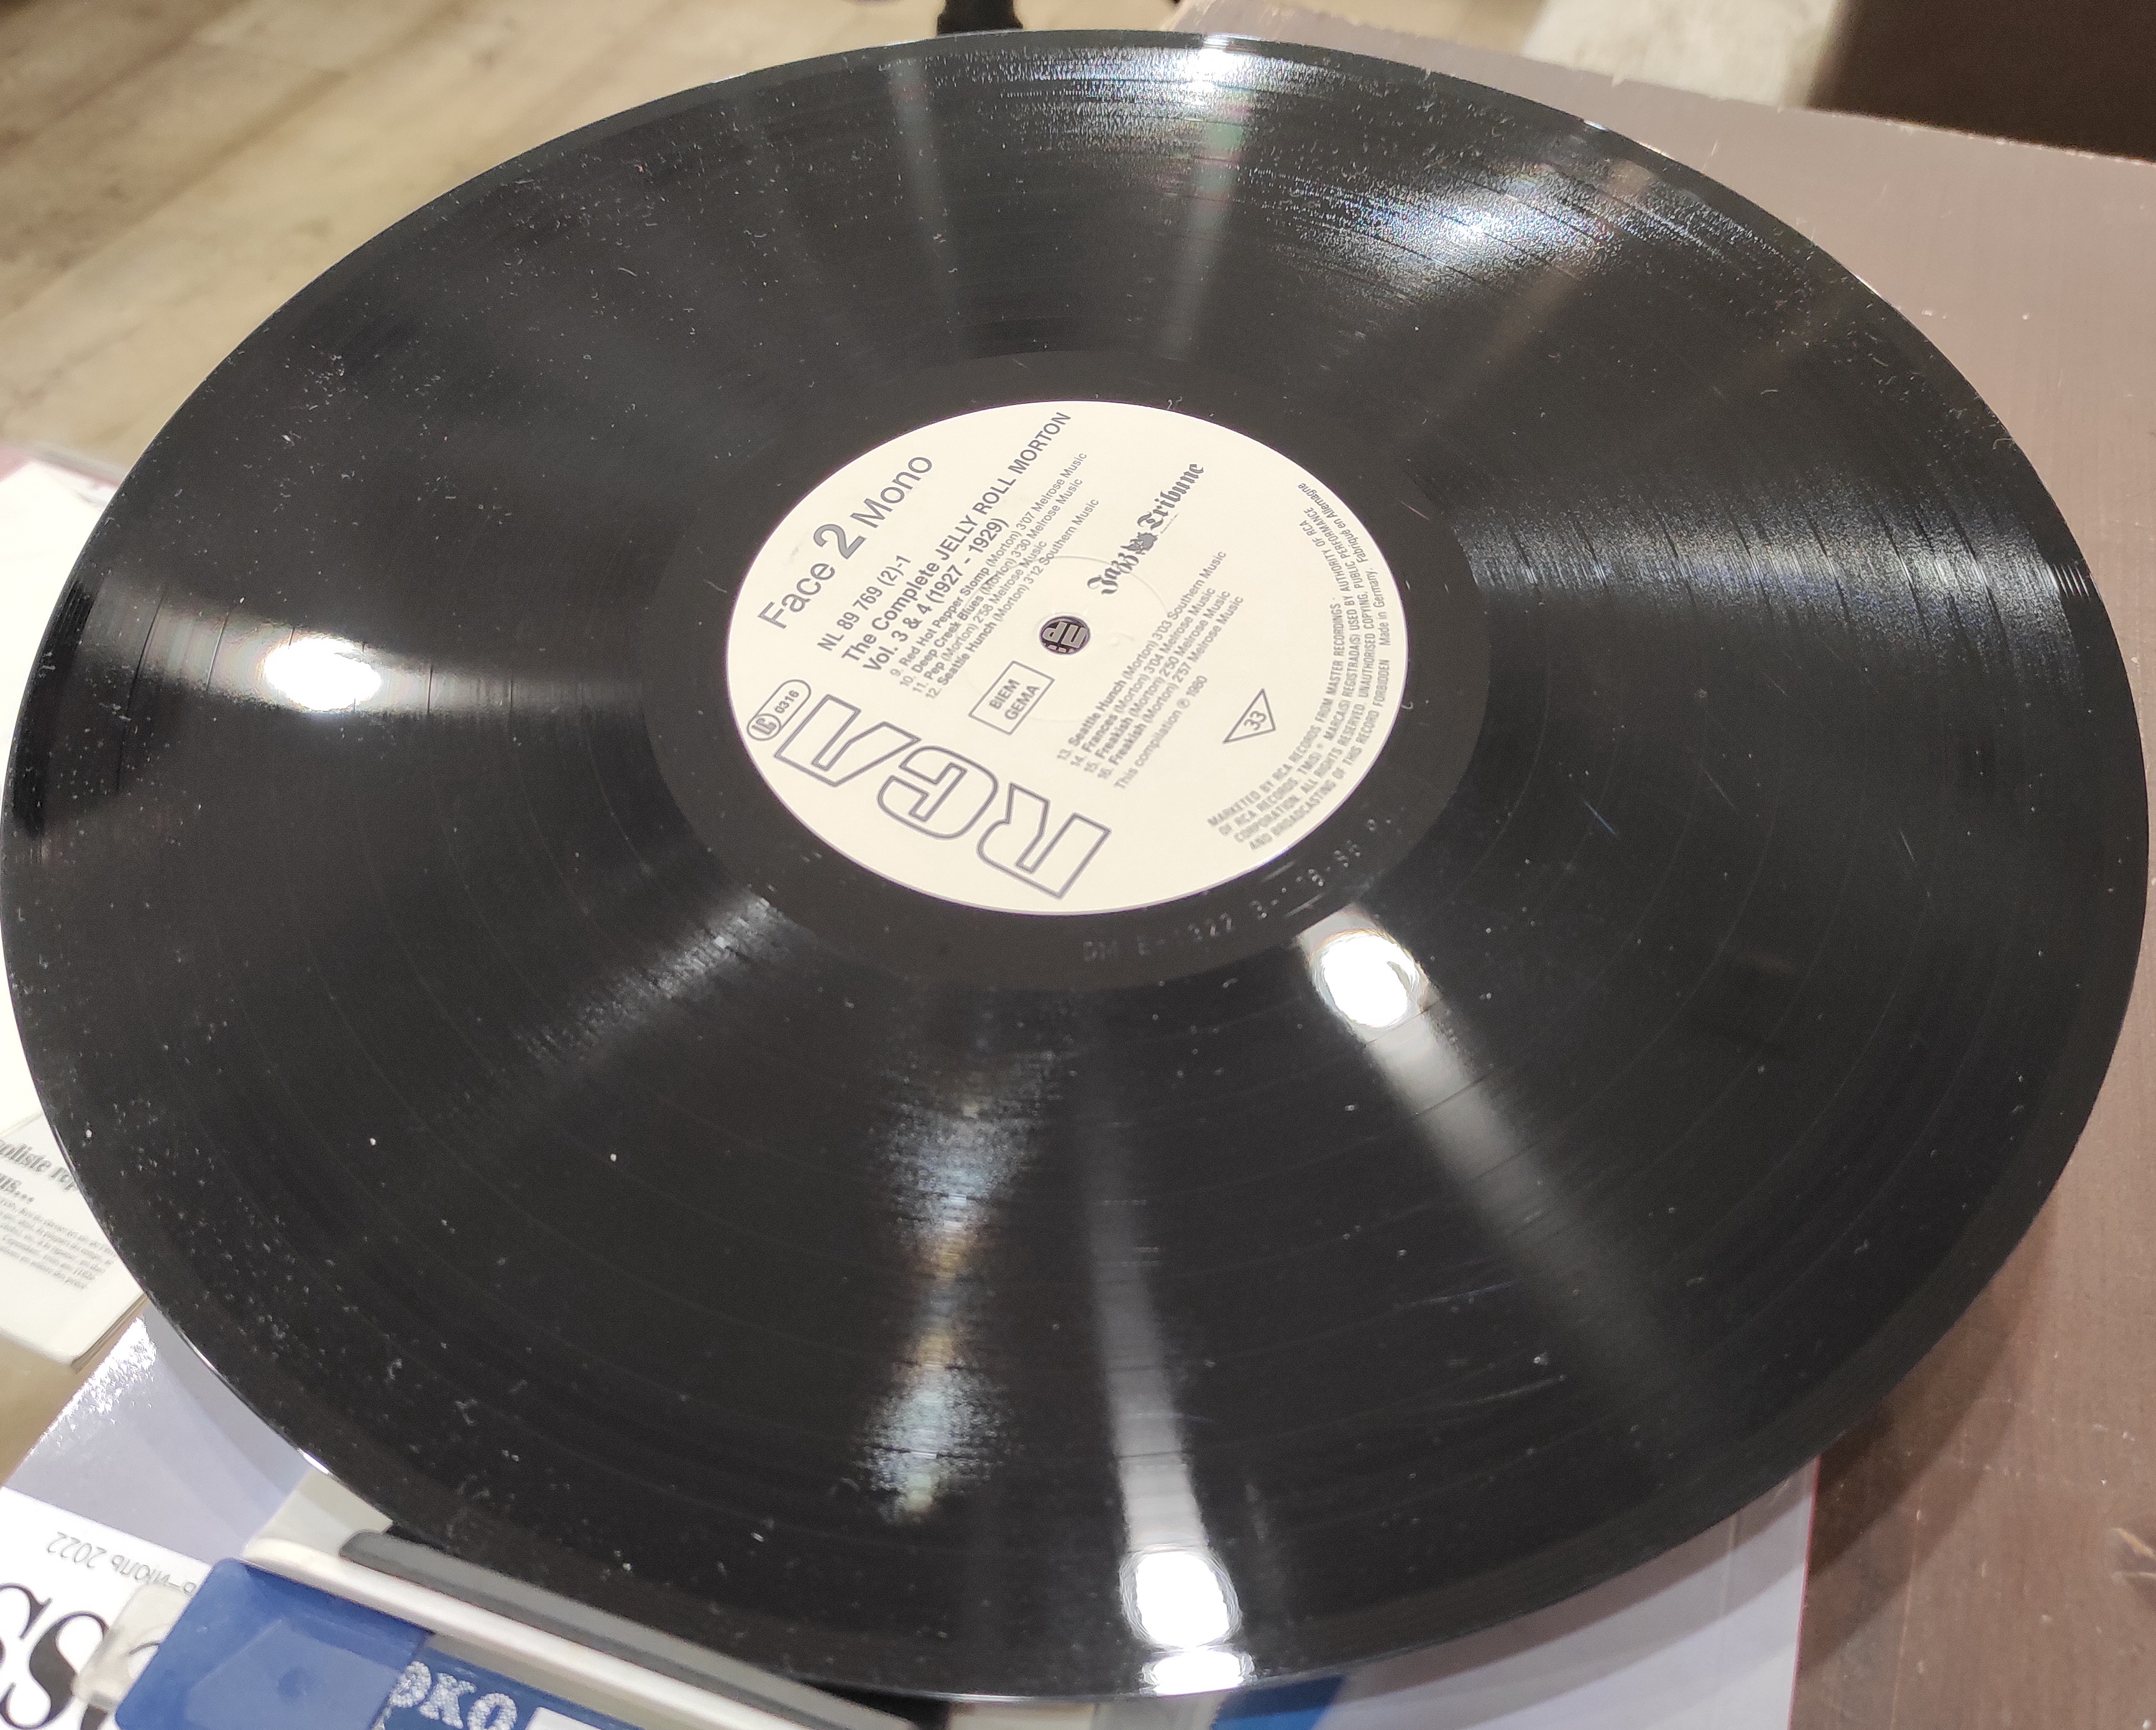 Face 2 Mono
NL 89 769 (2)-1
The Complete JELLY ROLL MORTON
Vol. 3 & 4 (1927 - 1929)
9. Red Hot Pepper Stomp (Morton) 3'07 Melrose Music
10. Deep Creek Blues (Morton) 3'30 Melrose Music
11. Pep (Morton) 2'58 Melrose Music
12. Seattle Hunch (Morton) 3'12 Southern Music
LC 0316
RCA
BIEM
GEMA
Jazz Tribune
13. Seattle Hunch (Morton) 3'03 Southern Music
14. Frances (Morton) 3'04 Melrose Music
15. Freakish (Morton) 2'50 Melrose Music
16. Freakish (Morton) 2'57 Melrose Music
This compilation ℗ 1980
33
MARKETED BY RCA RECORDS FROM MASTER RECORDINGS
OF RCA RECORDS. TM(S) ® MARCA(S) REGISTRADA(S) USED BY AUTHORITY OF RCA
CORPORATION. ALL RIGHTS RESERVED. UNAUTHORISED COPYING, PUBLIC PERFORMANCE
AND BROADCASTING OF THIS RECORD FORBIDDEN Made in Germany, Fabriqué en Allemagne
ИЮЛЬ 2022
око